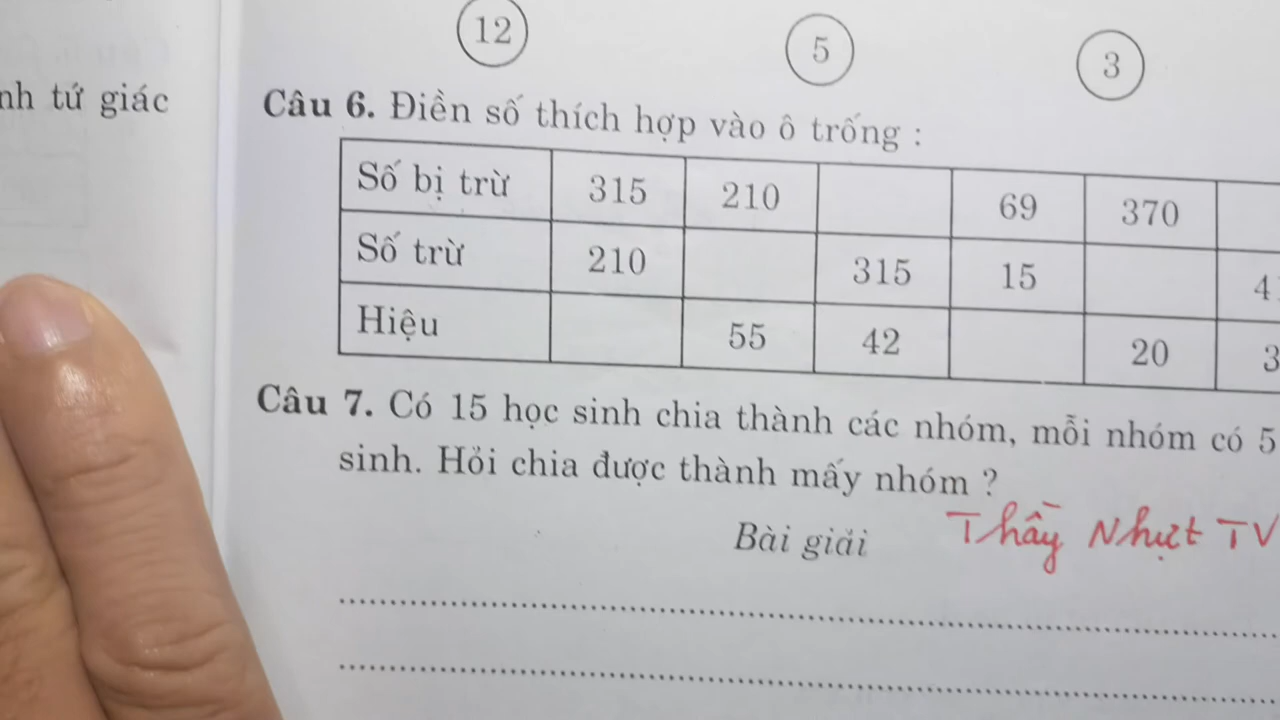 12 5 3
nh tứ giác
Câu 6. Điền số thích hợp vào ô trống :
Số bị trừ 315 210 69 370
Số trừ 210 315 15 4
Hiệu 55 42 20 3
Câu 7. Có 15 học sinh chia thành các nhóm, mỗi nhóm có 5
sinh. Hỏi chia được thành mấy nhóm ?
Bài giải
Thầy Nhựt TV